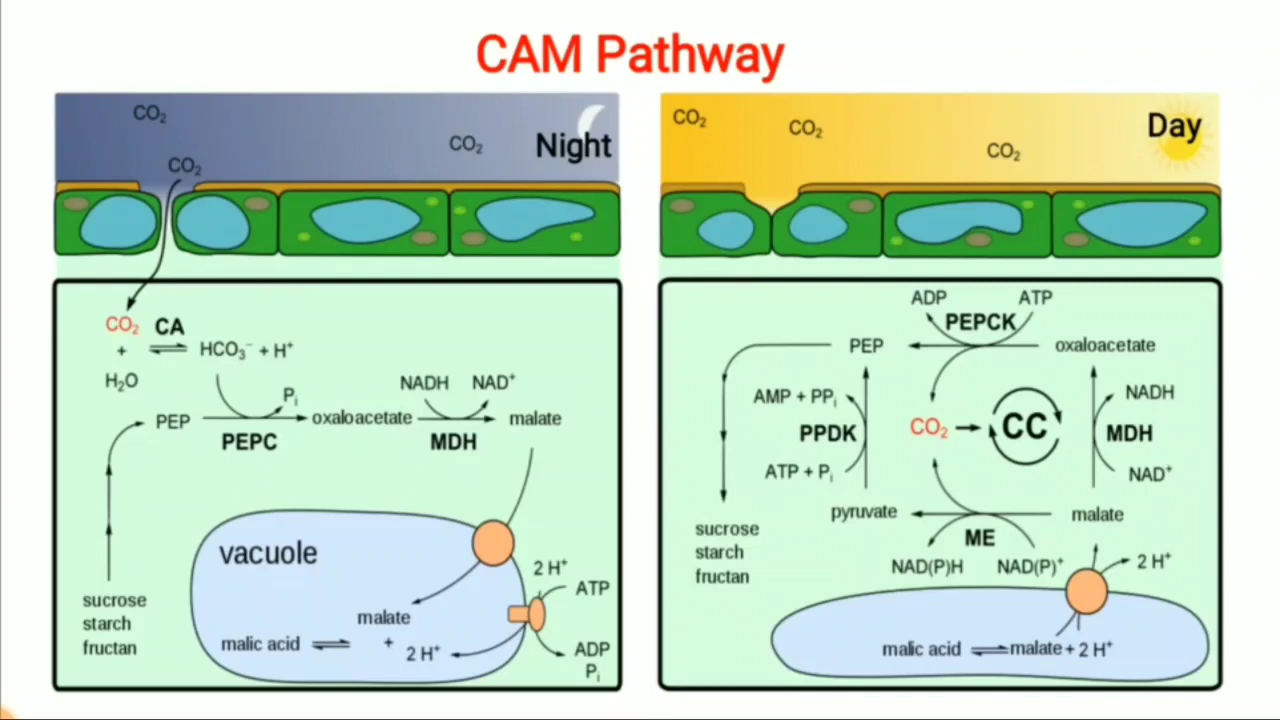 CAM Pathway
CO₂
CO₂
CO₂
Night
CO₂
CO₂
CO₂
Day
CO₂ CA
+
HCO₃⁻ + H⁺
H₂O
Pᵢ
NADH NAD⁺
PEP
oxaloacetate
malate
PEPC
MDH
vacuole
2 H⁺
ATP
sucrose
starch
fructan
malate
malic acid
+
2 H⁺
ADP
Pᵢ
ADP
ATP
PEPCK
PEP
oxaloacetate
AMP + PPᵢ
NADH
PPDK
CO₂
CC
MDH
ATP + Pᵢ
NAD⁺
pyruvate
malate
sucrose
starch
fructan
ME
NAD(P)H
NAD(P)⁺
2 H⁺
malic acid
malate + 2 H⁺